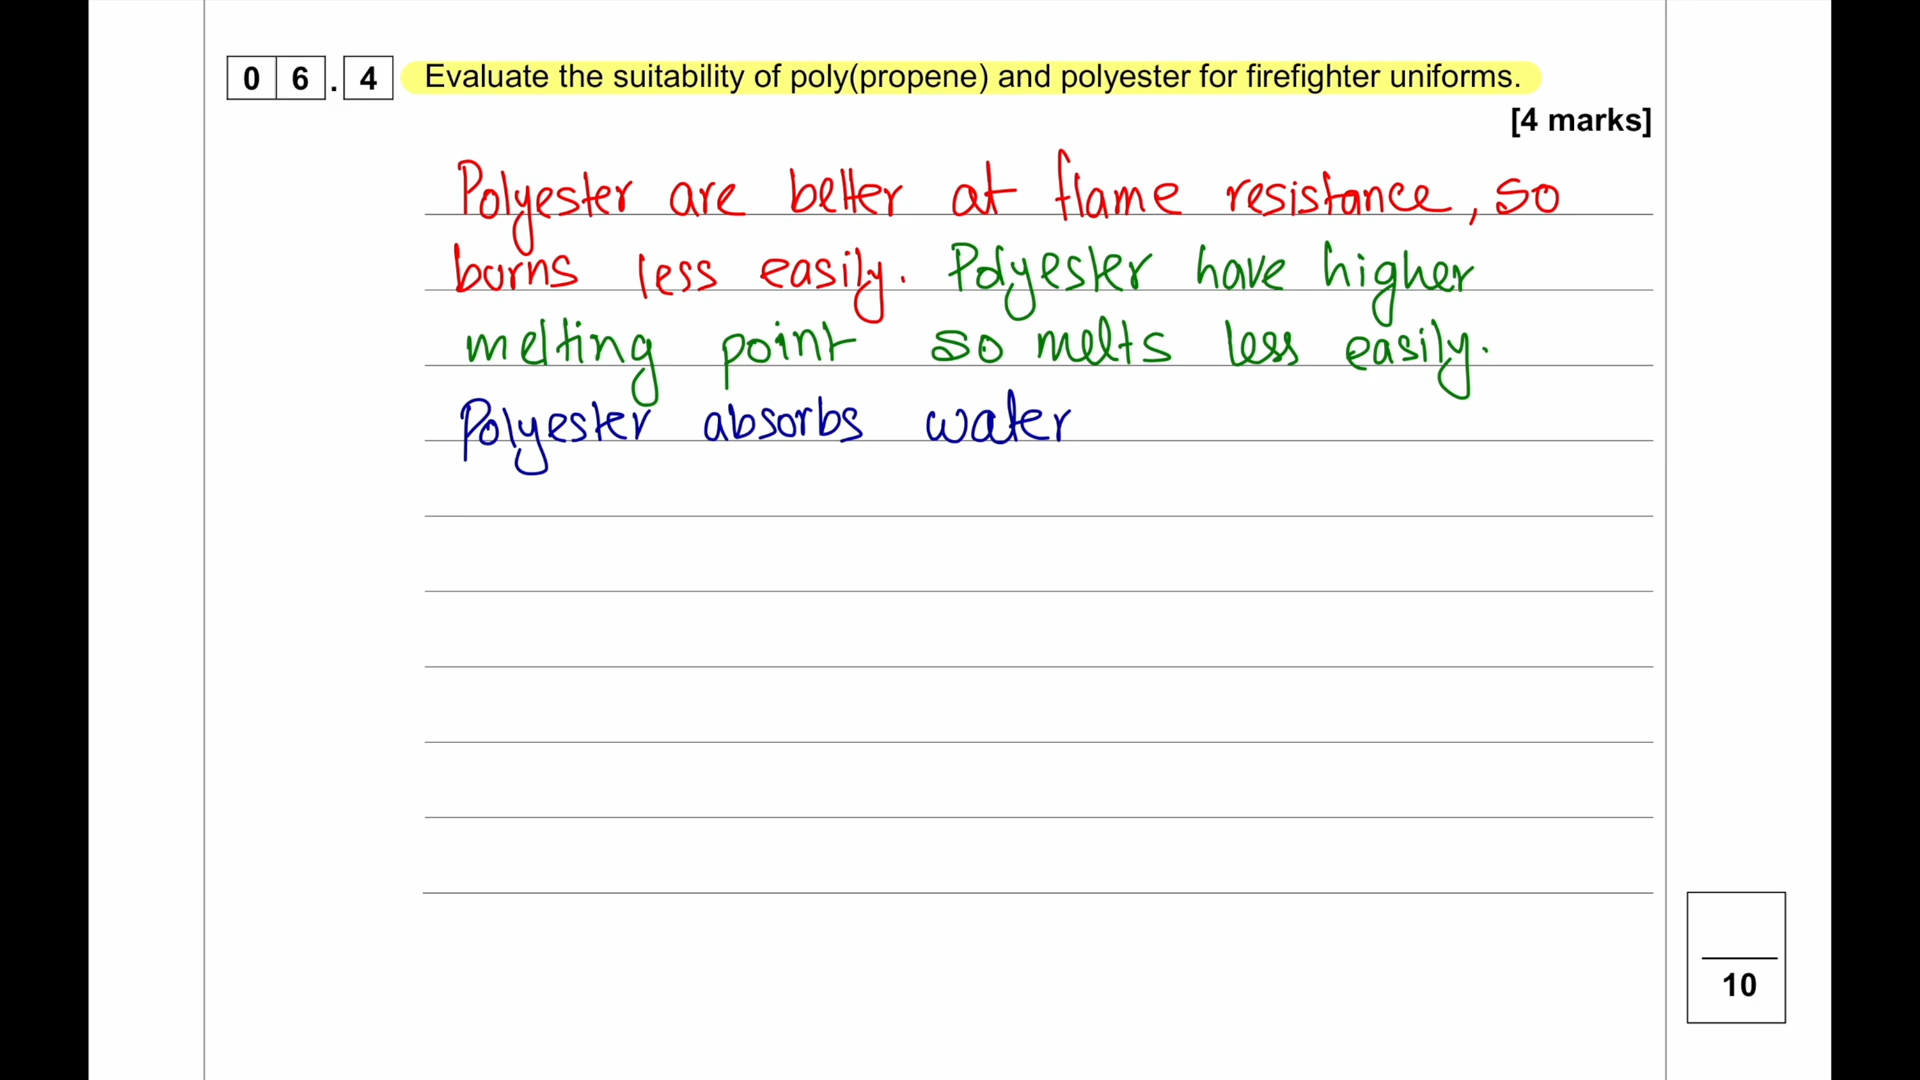 0 6 . 4 Evaluate the suitability of poly(propene) and polyester for firefighter uniforms.
[4 marks]
Polyester are better at flame resistance, so
burns less easily. Polyester have higher
melting point so melts less easily.
Polyester absorbs water
10